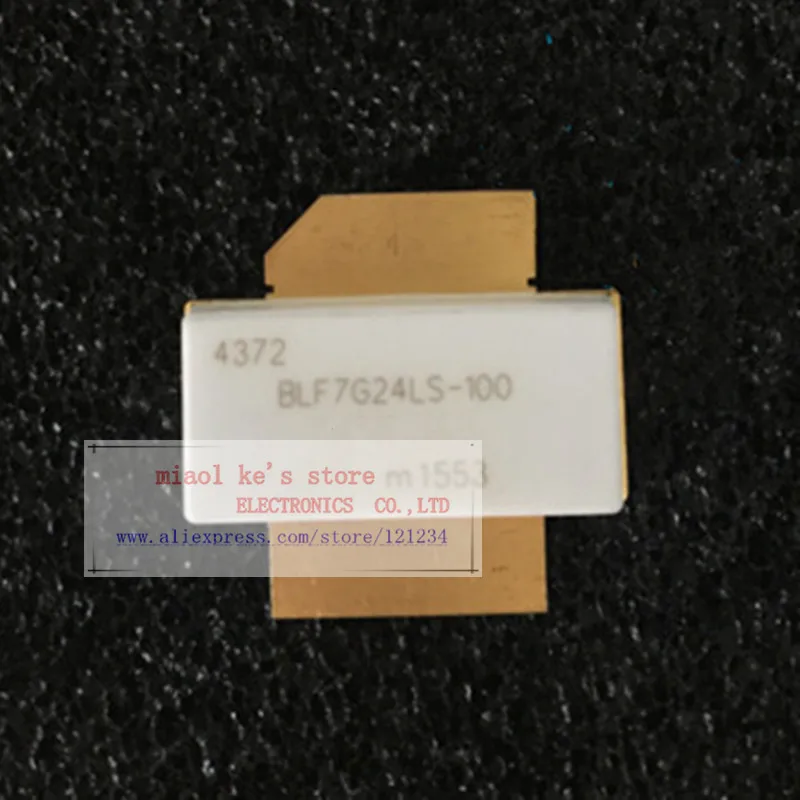 4372
BLF7G24LS-100
m1553
miaol ke's store
ELECTRONICS CO.,LTD
www.aliexpress.com/store/121234